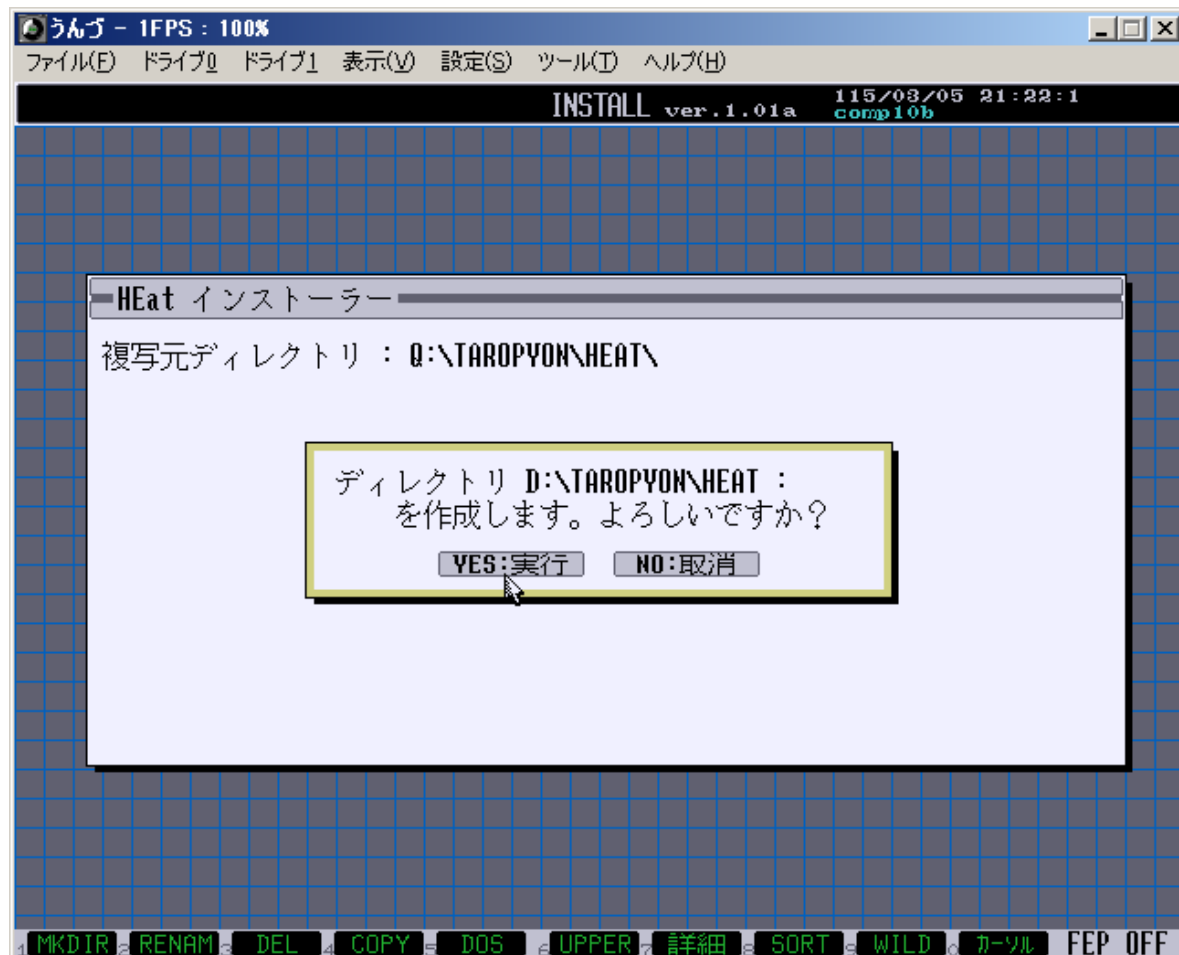 うんづ - 1FPS : 100%
ファイル(F) ドライブ0 ドライブ1 表示(V) 設定(S) ツール(T) ヘルプ(H)
INSTALL ver.1.01a 115/03/05 21:22:1
comp10b
HEat インストーラー
複写元ディレクトリ : Q:\TAROPYON\HEAT\
ディレクトリ D:\TAROPYON\HEAT :
を作成します。よろしいですか?
YES:実行 NO:取消
1 MKDIR 2 RENAM 3 DEL 4 COPY 5 DOS 6 UPPER 7 詳細 8 SORT 9 WILD 0 カーソル FEP OFF